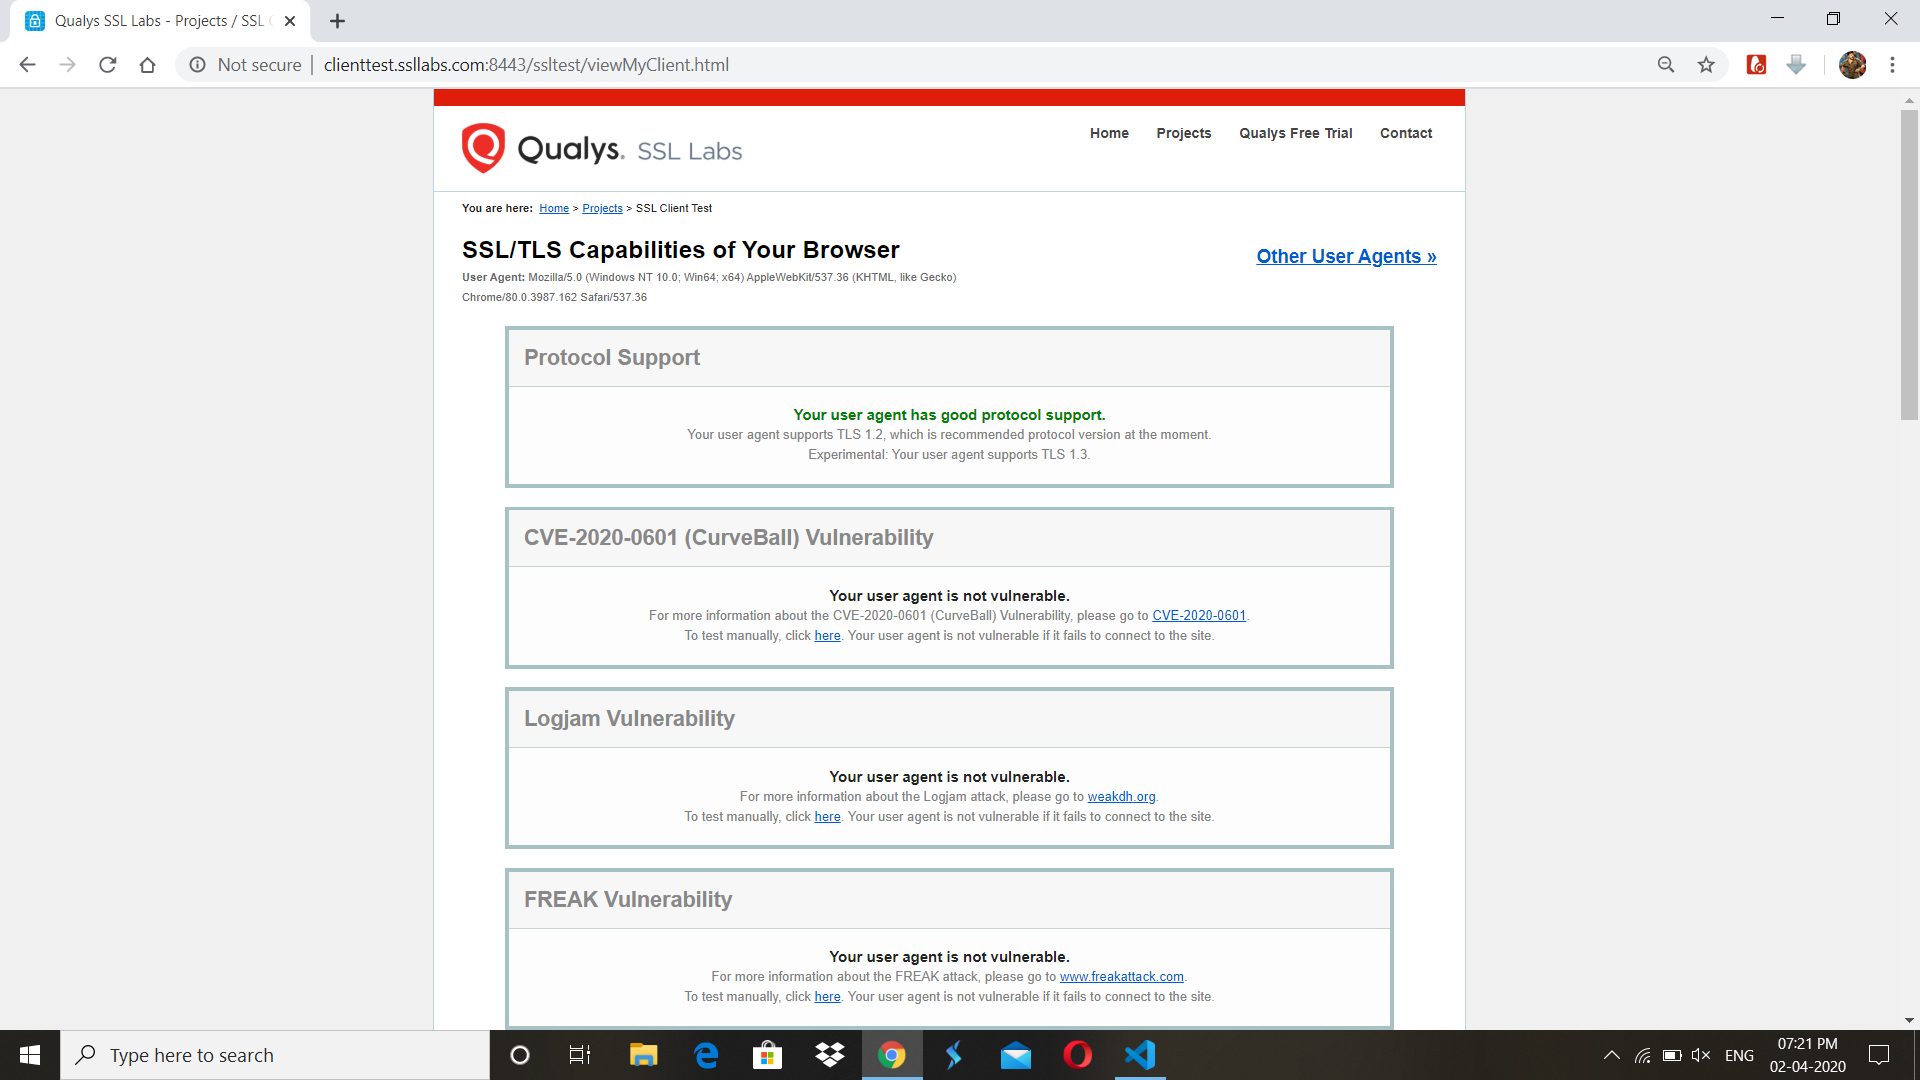 Qualys SSL Labs - Projects / SSL
Not secure | clienttest.ssllabs.com:8443/ssltest/viewMyClient.html
Qualys. SSL Labs
Home Projects Qualys Free Trial Contact
You are here: Home > Projects > SSL Client Test
SSL/TLS Capabilities of Your Browser
Other User Agents »
User Agent: Mozilla/5.0 (Windows NT 10.0; Win64; x64) AppleWebKit/537.36 (KHTML, like Gecko)
Chrome/80.0.3987.162 Safari/537.36
Protocol Support
Your user agent has good protocol support.
Your user agent supports TLS 1.2, which is recommended protocol version at the moment.
Experimental: Your user agent supports TLS 1.3.
CVE-2020-0601 (CurveBall) Vulnerability
Your user agent is not vulnerable.
For more information about the CVE-2020-0601 (CurveBall) Vulnerability, please go to CVE-2020-0601.
To test manually, click here. Your user agent is not vulnerable if it fails to connect to the site.
Logjam Vulnerability
Your user agent is not vulnerable.
For more information about the Logjam attack, please go to weakdh.org.
To test manually, click here. Your user agent is not vulnerable if it fails to connect to the site.
FREAK Vulnerability
Your user agent is not vulnerable.
For more information about the FREAK attack, please go to www.freakattack.com.
To test manually, click here. Your user agent is not vulnerable if it fails to connect to the site.
Type here to search
ENG
07:21 PM
02-04-2020